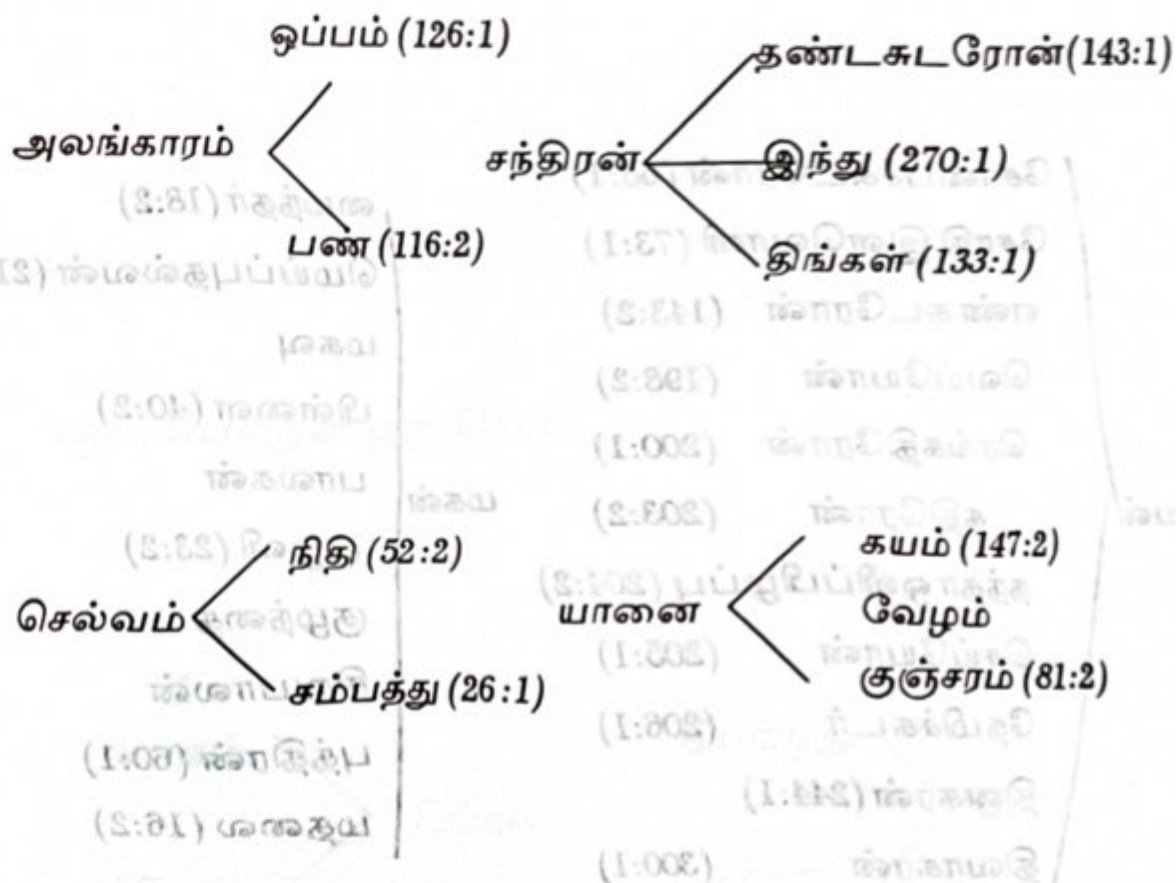 ஒப்பம் (126:1)
அலங்காரம்
பண் (116:2)
தண்டசுடரோன்(143:1)
சந்திரன்
இந்து (270:1)
திங்கள் (133:1)
நிதி (52:2)
செல்வம்
சம்பத்து (26:1)
கயம் (147:2)
யானை
வேழம்
குஞ்சரம் (81:2)